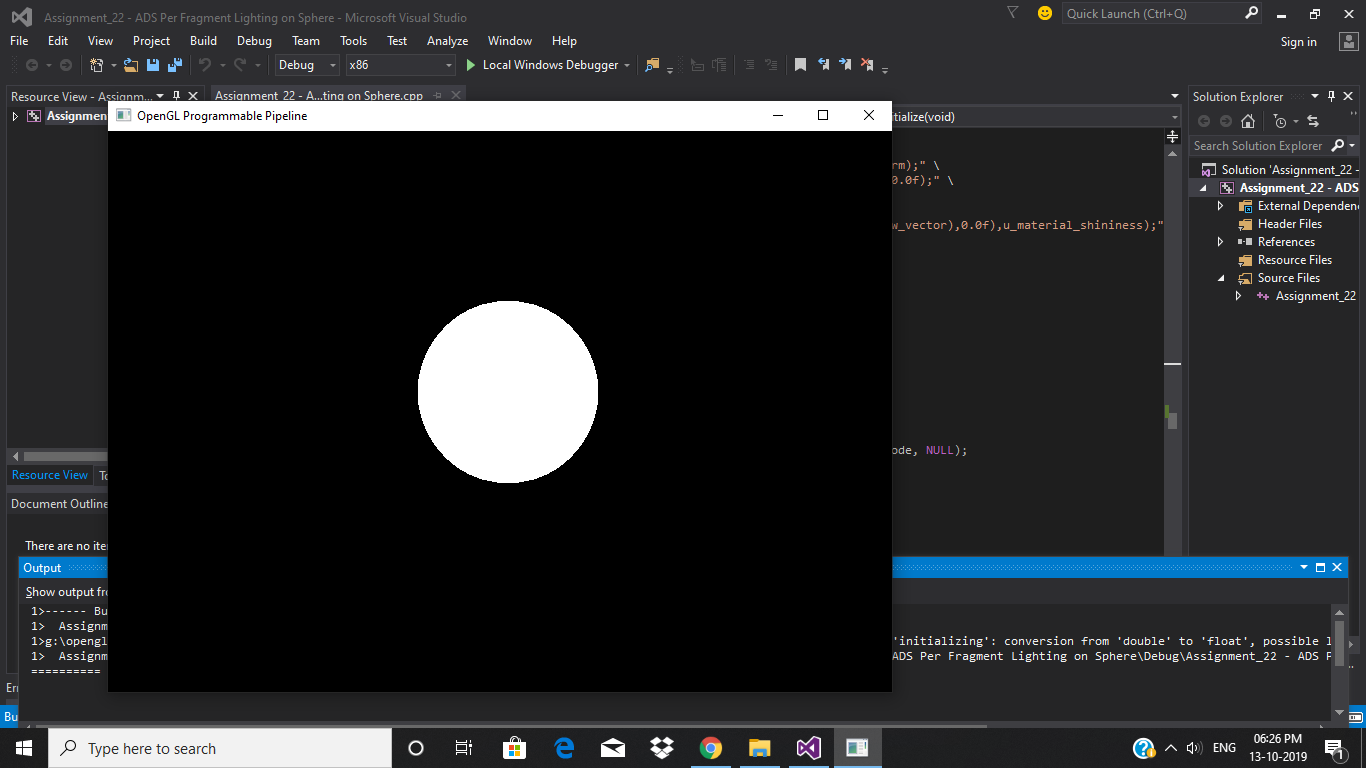 Assignment_22 - ADS Per Fragment Lighting on Sphere - Microsoft Visual Studio
Quick Launch (Ctrl+Q)
File Edit View Project Build Debug Team Tools Test Analyze Window Help
Sign in
Debug x86 Local Windows Debugger
Resource View - Assignm...
Assignment_22 - A...ting on Sphere.cpp
Solution Explorer
Assignmen
OpenGL Programmable Pipeline
itialize(void)
Search Solution Explorer
rm);" \
0.0f);" \
w_vector),0.0f),u_material_shininess);"
Solution 'Assignment_22 -
Assignment_22 - ADS
External Dependen
Header Files
References
Resource Files
Source Files
Assignment_22
ode, NULL);
Resource View To
Document Outline
There are no ite
Output
Show output fro
1>------ Bu
1> Assignm
1>g:\opengl 'initializing': conversion from 'double' to 'float', possible l
1> Assignm ADS Per Fragment Lighting on Sphere\Debug\Assignment_22 - ADS P
==========
Err
Bu
Type here to search
ENG
06:26 PM
13-10-2019
1